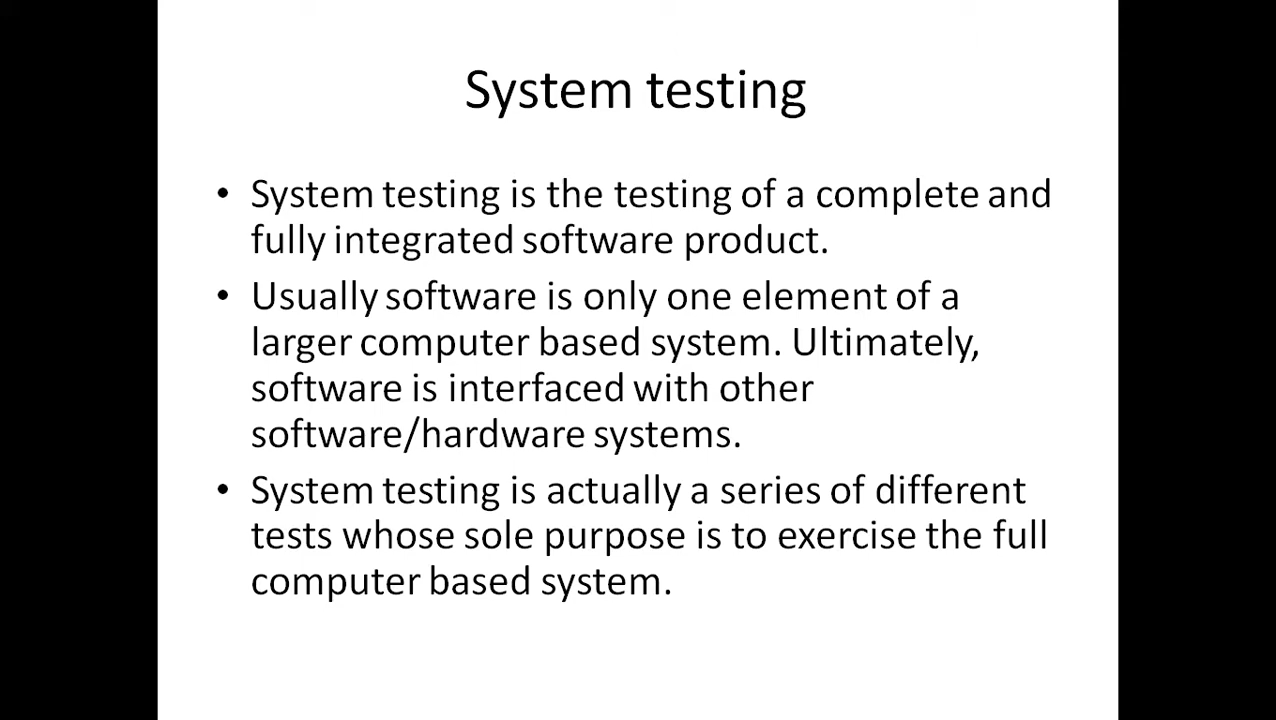 System testing
• System testing is the testing of a complete and
fully integrated software product.
• Usually software is only one element of a
larger computer based system. Ultimately,
software is interfaced with other
software/hardware systems.
• System testing is actually a series of different
tests whose sole purpose is to exercise the full
computer based system.